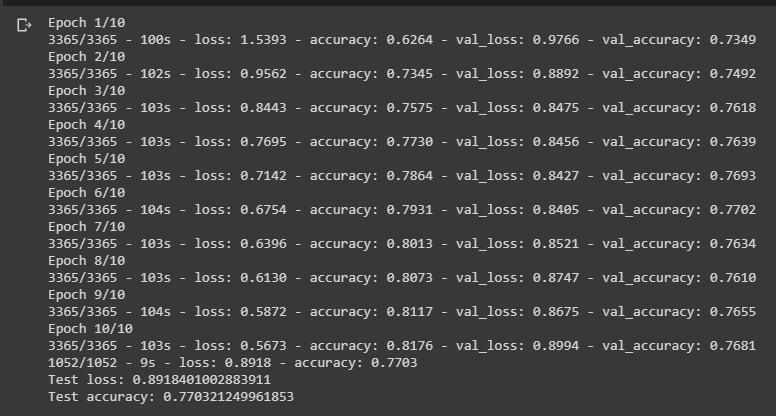 Epoch 1/10
3365/3365 - 100s - loss: 1.5393 - accuracy: 0.6264 - val_loss: 0.9766 - val_accuracy: 0.7349
Epoch 2/10
3365/3365 - 102s - loss: 0.9562 - accuracy: 0.7345 - val_loss: 0.8892 - val_accuracy: 0.7492
Epoch 3/10
3365/3365 - 103s - loss: 0.8443 - accuracy: 0.7575 - val_loss: 0.8475 - val_accuracy: 0.7618
Epoch 4/10
3365/3365 - 103s - loss: 0.7695 - accuracy: 0.7730 - val_loss: 0.8456 - val_accuracy: 0.7639
Epoch 5/10
3365/3365 - 103s - loss: 0.7142 - accuracy: 0.7864 - val_loss: 0.8427 - val_accuracy: 0.7693
Epoch 6/10
3365/3365 - 104s - loss: 0.6754 - accuracy: 0.7931 - val_loss: 0.8405 - val_accuracy: 0.7702
Epoch 7/10
3365/3365 - 103s - loss: 0.6396 - accuracy: 0.8013 - val_loss: 0.8521 - val_accuracy: 0.7634
Epoch 8/10
3365/3365 - 103s - loss: 0.6130 - accuracy: 0.8073 - val_loss: 0.8747 - val_accuracy: 0.7610
Epoch 9/10
3365/3365 - 104s - loss: 0.5872 - accuracy: 0.8117 - val_loss: 0.8675 - val_accuracy: 0.7655
Epoch 10/10
3365/3365 - 103s - loss: 0.5673 - accuracy: 0.8176 - val_loss: 0.8994 - val_accuracy: 0.7681
1052/1052 - 9s - loss: 0.8918 - accuracy: 0.7703
Test loss: 0.8918401002883911
Test accuracy: 0.770321249961853